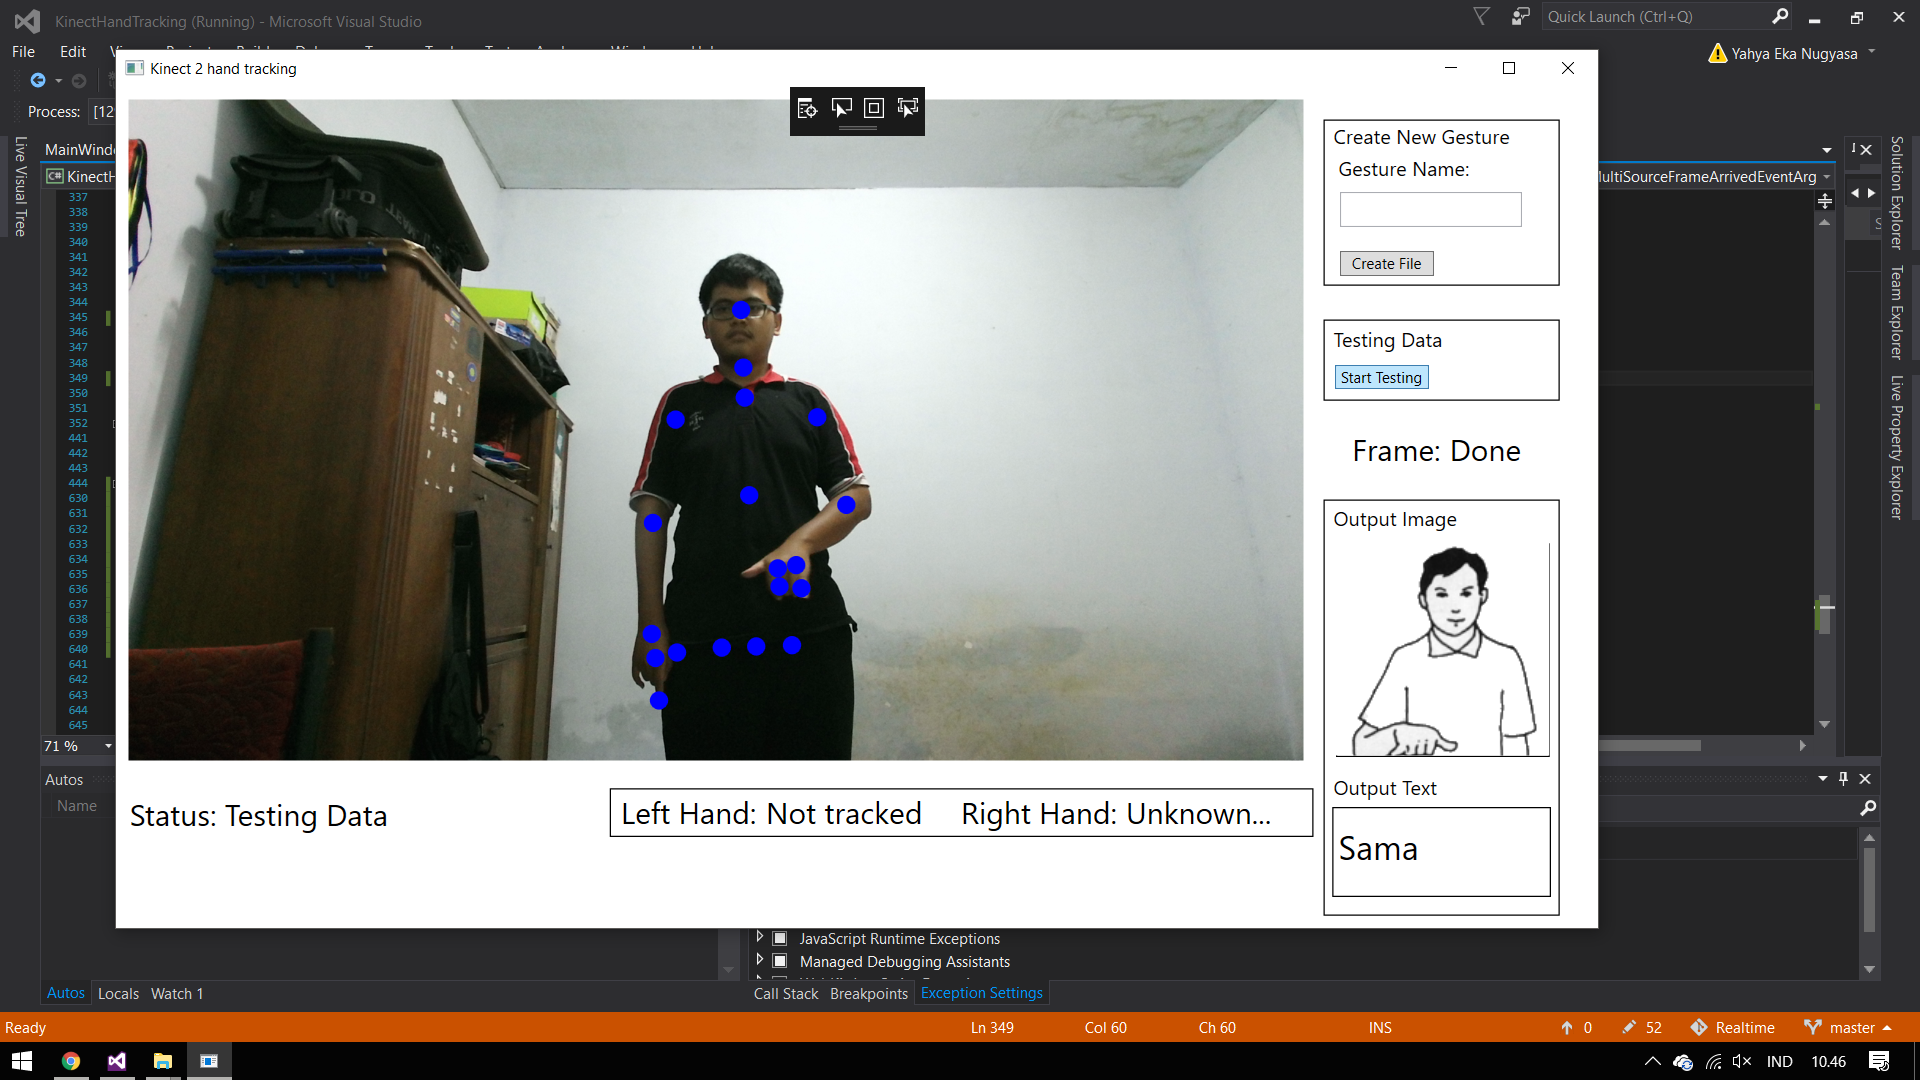 KinectHandTracking (Running) - Microsoft Visual Studio
Quick Launch (Ctrl+Q)
File Edit
Yahya Eka Nugyasa
Kinect 2 hand tracking
Process:
Live Visual Tree
337
338
339
340
341
342
343
344
345
346
347
348
349
350
351
352
441
442
443
444
630
631
632
633
634
635
636
637
638
639
640
641
642
643
644
645
71 %
Create New Gesture
Gesture Name:
Create File
Testing Data
Start Testing
Frame: Done
Output Image
Output Text
Sama
Status: Testing Data
Left Hand: Not tracked Right Hand: Unknown...
Solution Explorer
Team Explorer
Live Property Explorer
Autos
Name
JavaScript Runtime Exceptions
Managed Debugging Assistants
Autos Locals Watch 1
Call Stack Breakpoints Exception Settings
Ready
Ln 349 Col 60 Ch 60 INS
0 52 Realtime master
IND 10.46